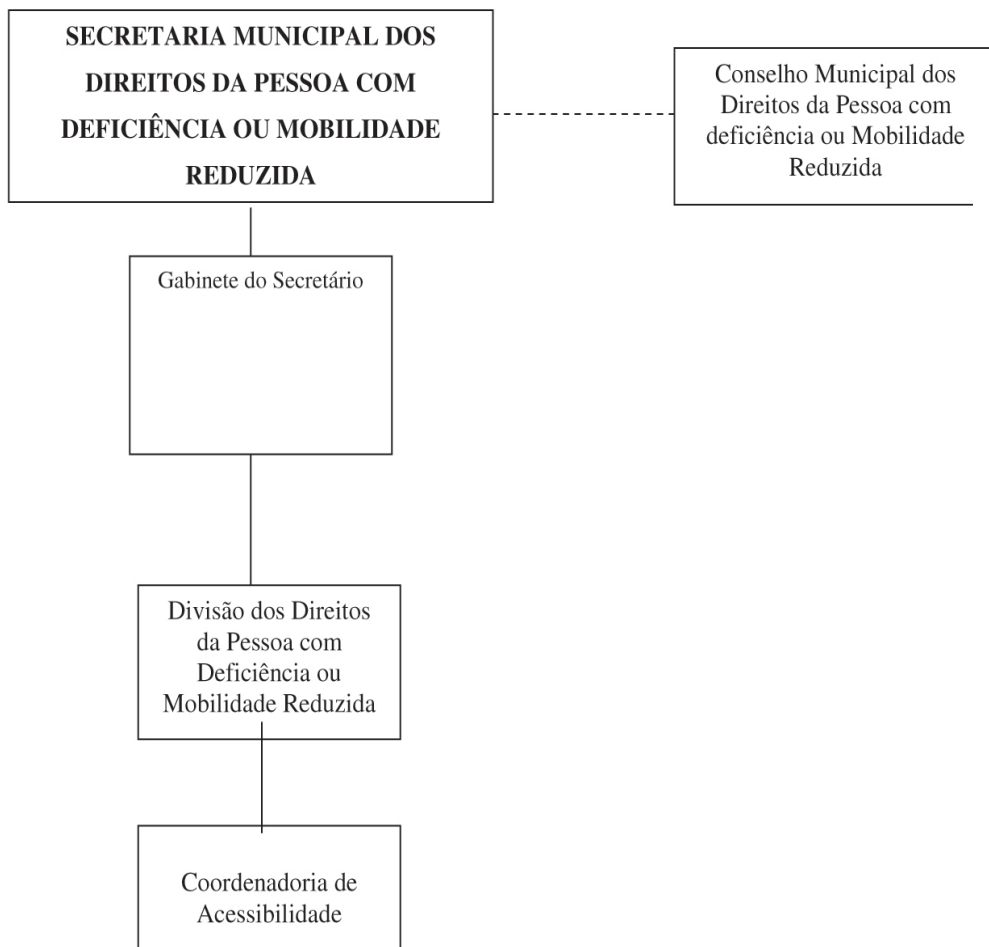 SECRETARIA MUNICIPAL DOS
DIREITOS DA PESSOA COM
DEFICIÊNCIA OU MOBILIDADE
REDUZIDA
Conselho Municipal dos
Direitos da Pessoa com
deficiência ou Mobilidade
Reduzida
Gabinete do Secretário
Divisão dos Direitos
da Pessoa com
Deficiência ou
Mobilidade Reduzida
Coordenadoria de
Acessibilidade